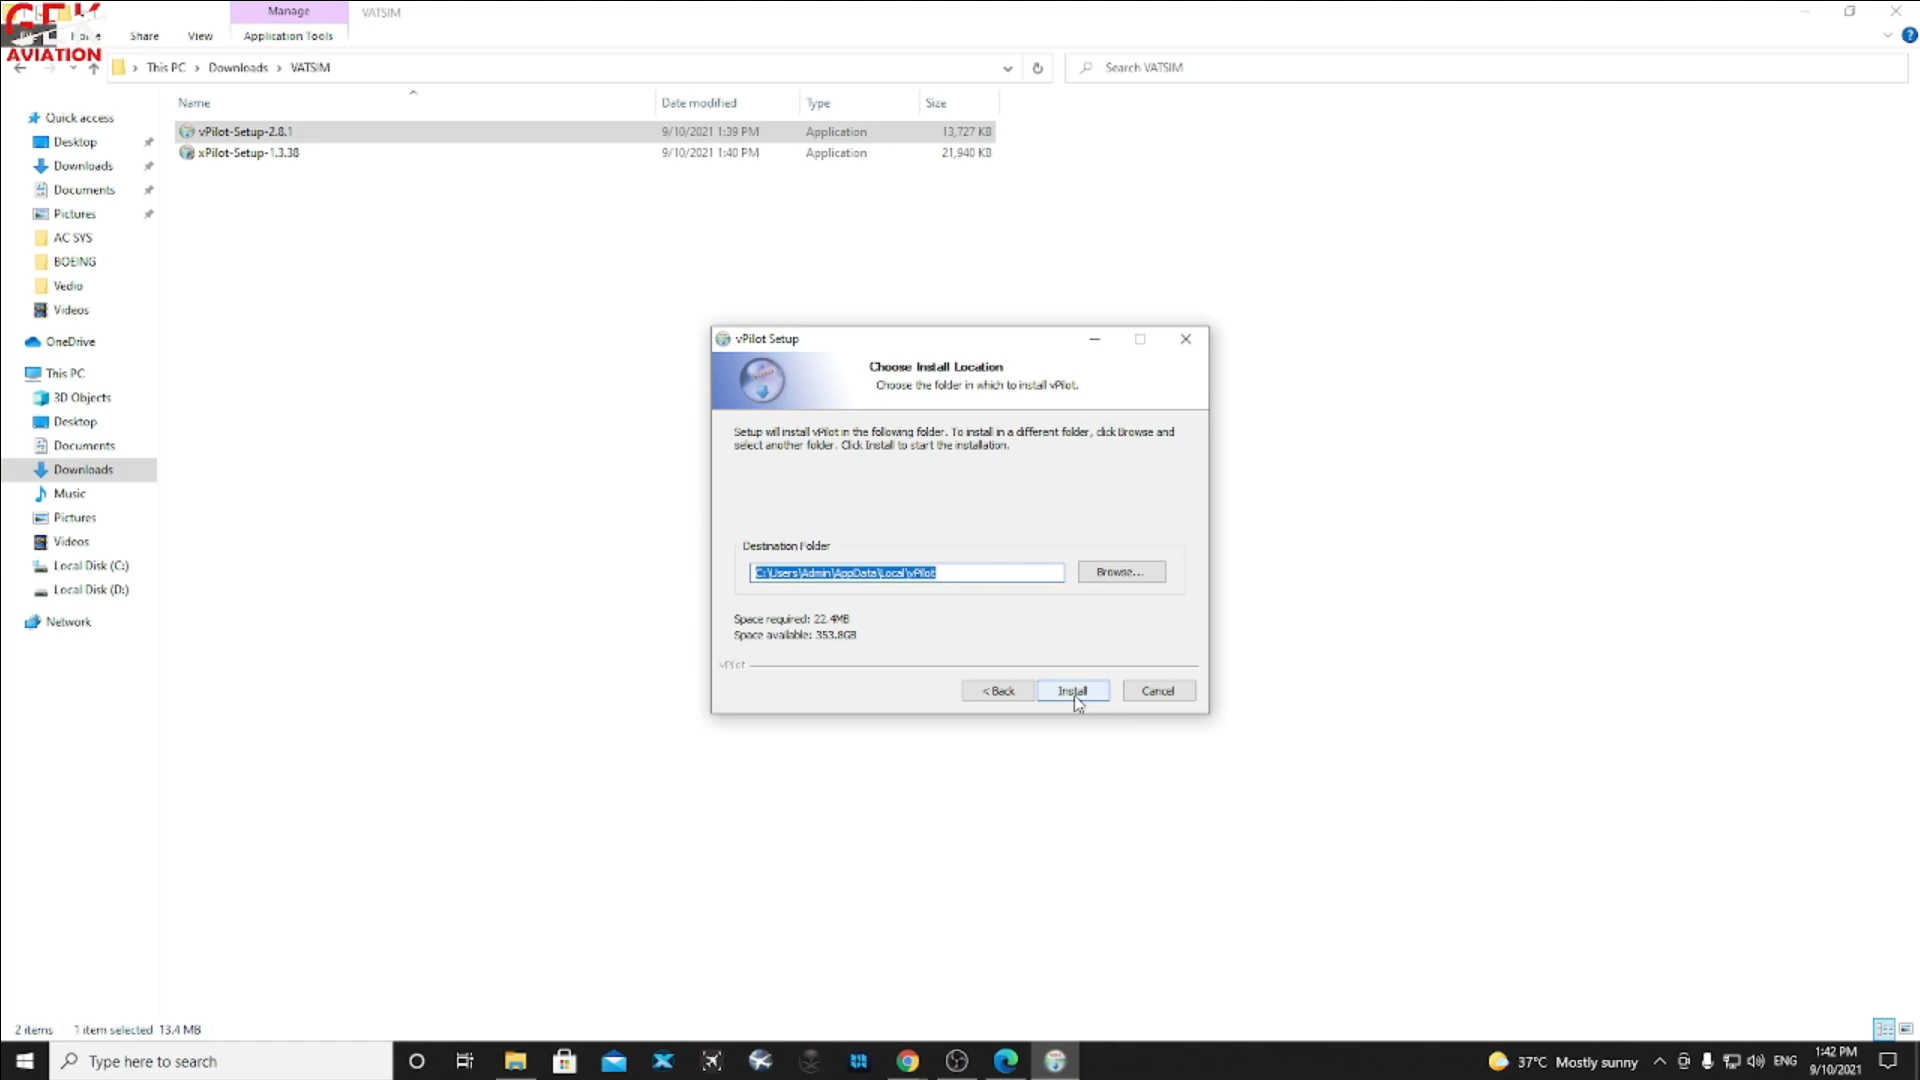 Manage
VATSIM
GEK
AVIATION
Share
View
Application Tools
This PC > Downloads > VATSIM
Search VATSIM
Name
Date modified
Type
Size
vPilot-Setup-2.8.1
9/10/2021 1:39 PM
Application
13,727 KB
xPilot-Setup-1.3.38
9/10/2021 1:40 PM
Application
21,940 KB
Quick access
Desktop
Downloads
Documents
Pictures
AC SYS
BOEING
Vedio
Videos
OneDrive
This PC
3D Objects
Desktop
Documents
Downloads
Music
Pictures
Videos
Local Disk (C:)
Local Disk (D:)
Network
vPilot Setup
Choose Install Location
Choose the folder in which to install vPilot.
Setup will install vPilot in the following folder. To install in a different folder, click Browse and
select another folder. Click Install to start the installation.
Destination Folder
C:\Users\Admin\AppData\Local\vPilot
Browse...
Space required: 22.4MB
Space available: 353.8GB
vPilot
< Back
Install
Cancel
2 items
1 item selected 13.4 MB
Type here to search
37°C Mostly sunny
ENG
1:42 PM
9/10/2021